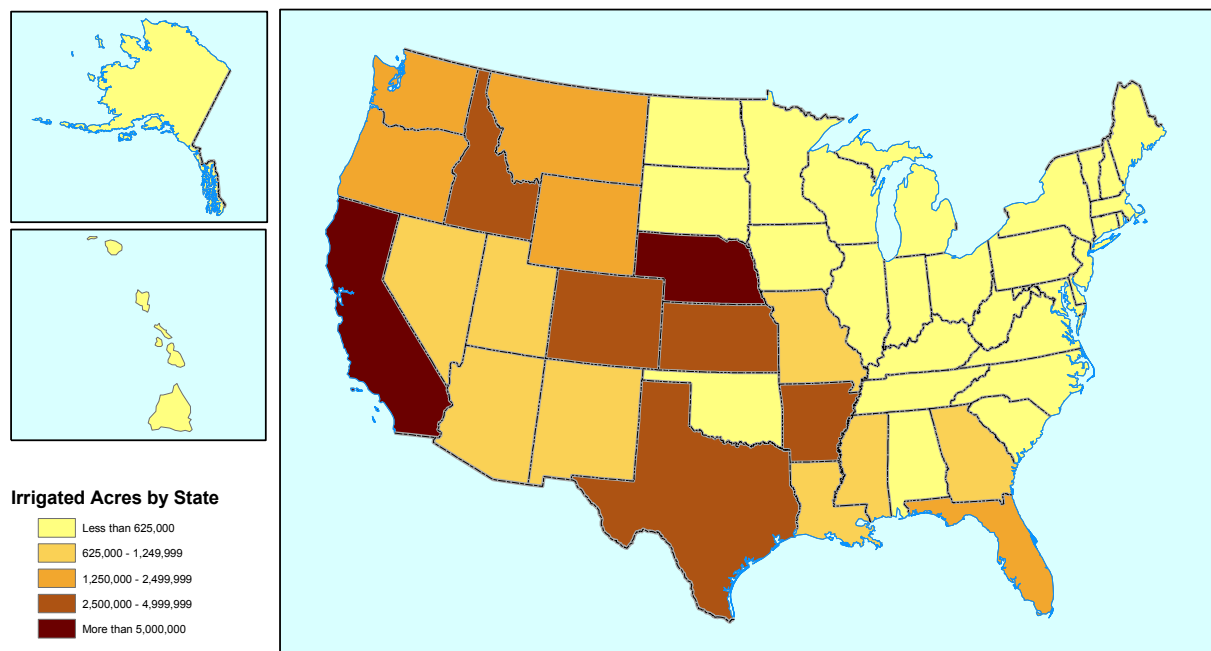 Irrigated Acres by State
Less than 625,000
625,000 - 1,249,999
1,250,000 - 2,499,999
2,500,000 - 4,999,999
More than 5,000,000